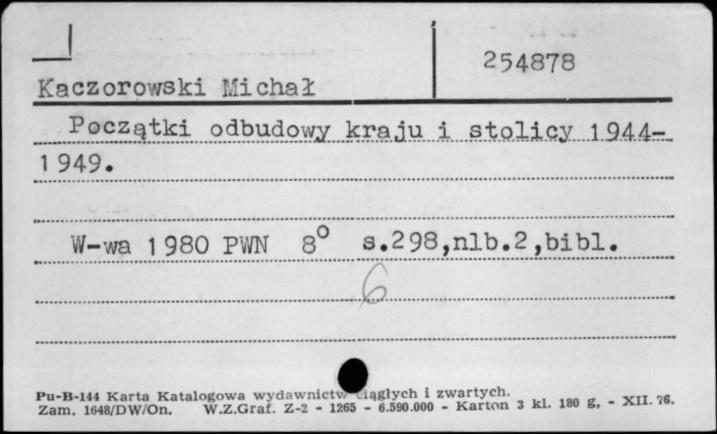 254878
Kaczorowski Michał
Początki odbudowy kraju i stolicy 1944-
1949.
W-wa 1980 PWN 8° s.298,nlb.2,bibl.
6
Pu-B-144 Karta Katalogowa wydawnictw ciągłych i zwartych.
Zam. 1648/DW/On. W.Z.Graf. Z-2 - 1265 - 6.590.000 - Karton 3 kl. 180 g, - XII. 76.